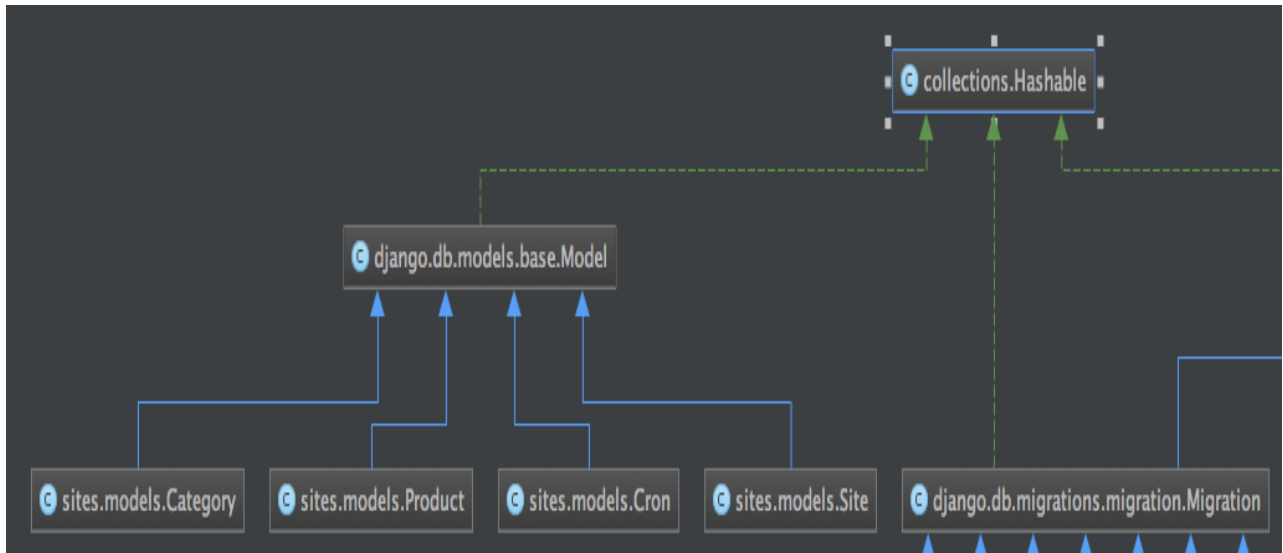 C collections.Hashable
C django.db.models.base.Model
C sites.models.Category
C sites.models.Product
C sites.models.Cron
C sites.models.Site
C django.db.migrations.migration.Migration